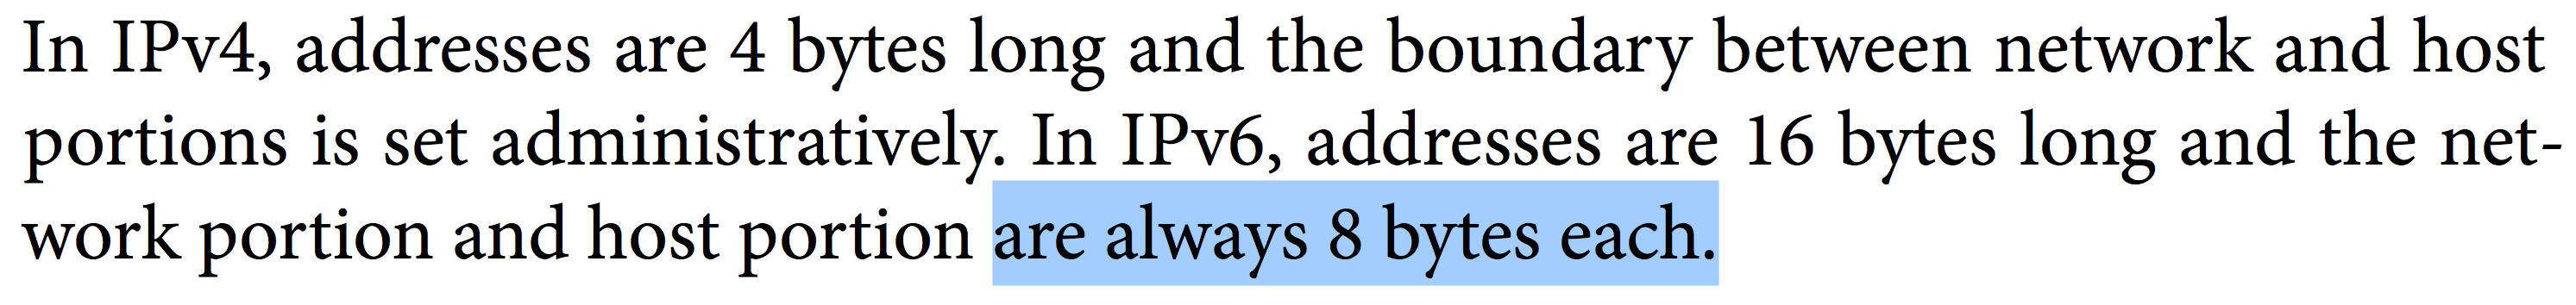 In IPv4, addresses are 4 bytes long and the boundary between network and host
portions is set administratively. In IPv6, addresses are 16 bytes long and the net-
work portion and host portion are always 8 bytes each.